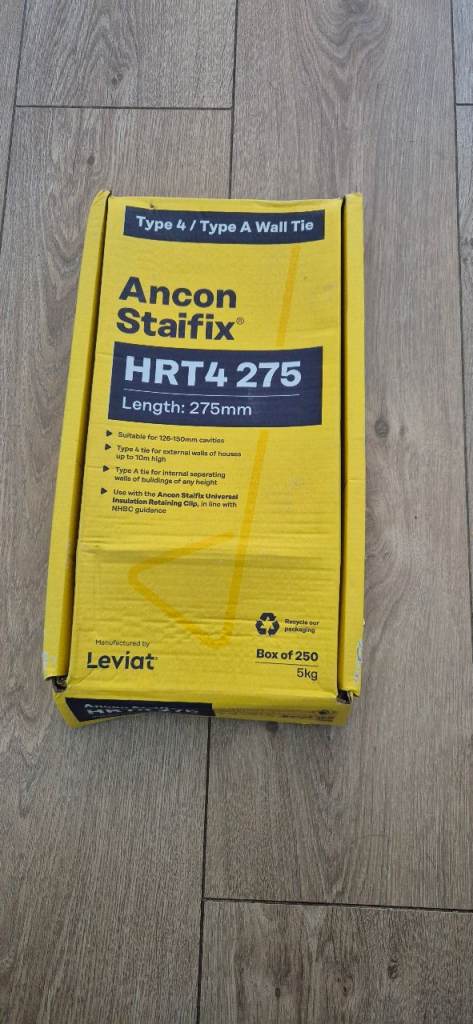 Type 4 / Type A Wall Tie
Ancon
Staifix®
HRT4 275
Length: 275mm
Suitable for 126-150mm cavities
Type 4 tie for external walls of houses
up to 10m high
Type A tie for internal separating
walls of buildings of any height
Use with the Ancon Staifix Universal
Insulation Retaining Clip, in line with
NHBC guidance
Recycle our
packaging
Manufactured by
Leviat
Box of 250
5kg
Ancon
HRT4 275